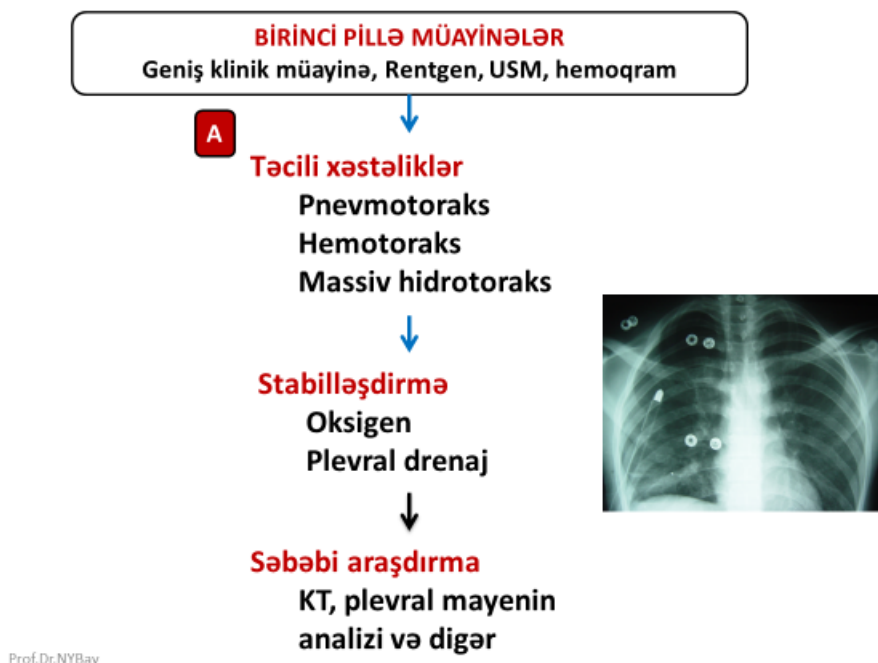 BİRİNCİ PİLLƏ MÜAYİNƏLƏR
Geniş klinik müayinə, Rentgen, USM, hemoqram
A
Təcili xəstəliklər
Pnevmotoraks
Hemotoraks
Massiv hidrotoraks
Stabilləşdirmə
Oksigen
Plevral drenaj
Səbəbi araşdırma
KT, plevral mayenin
analizi və digər
Prof.Dr.NYBay